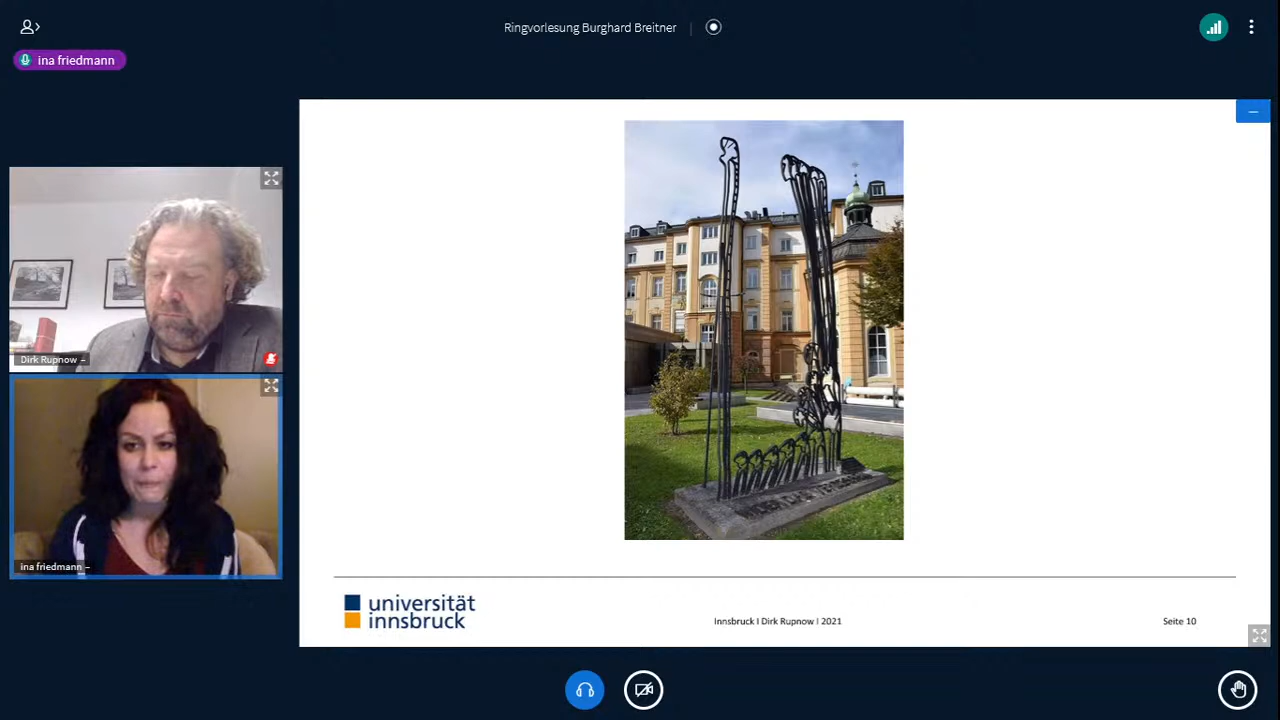 Ringvorlesung Burghard Breitner
ina friedmann
Dirk Rupnow
ina friedmann
universität
innsbruck
Innsbruck I Dirk Rupnow I 2021
Seite 10